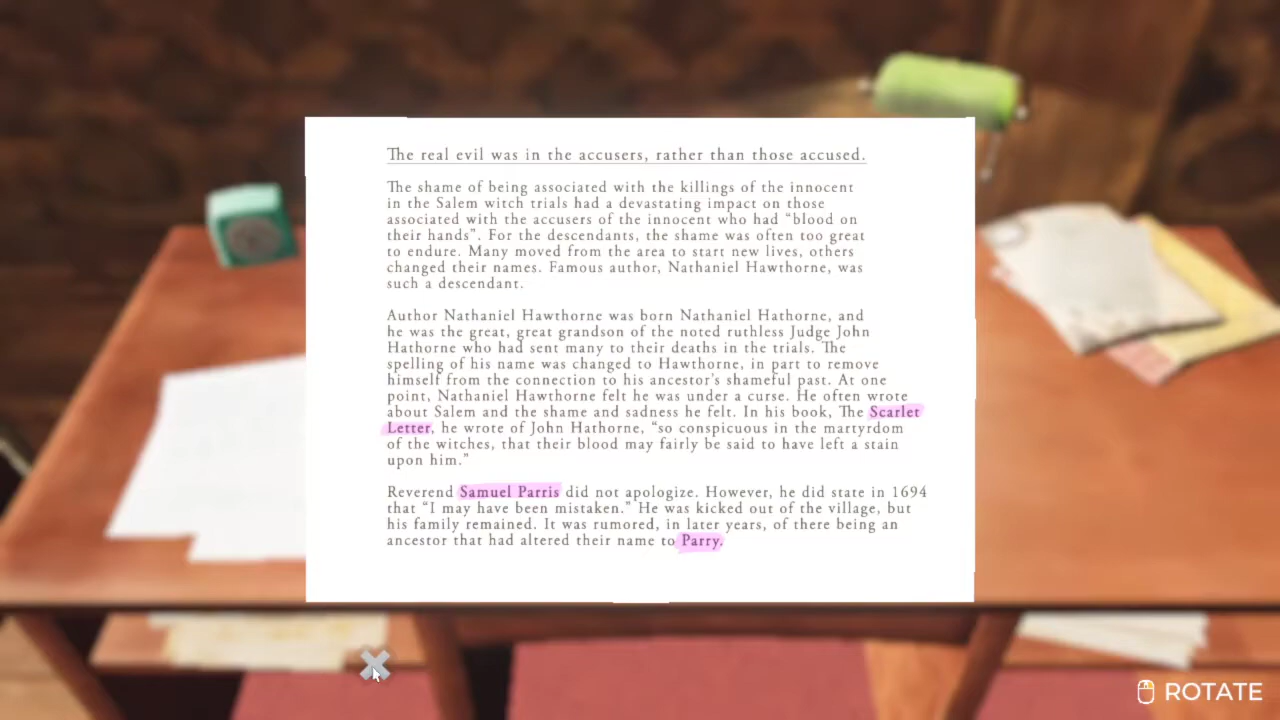 The real evil was in the accusers, rather than those accused.
The shame of being associated with the killings of the innocent
in the Salem witch trials had a devastating impact on those
associated with the accusers of the innocent who had “blood on
their hands”. For the descendants, the shame was often too great
to endure. Many moved from the area to start new lives, others
changed their names. Famous author, Nathaniel Hawthorne, was
such a descendant.
Author Nathaniel Hawthorne was born Nathaniel Hathorne, and
he was the great, great grandson of the noted ruthless Judge John
Hathorne who had sent many to their deaths in the trials. The
spelling of his name was changed to Hawthorne, in part to remove
himself from the connection to his ancestor’s shameful past. At one
point, Nathaniel Hawthorne felt he was under a curse. He often wrote
about Salem and the shame and sadness he felt. In his book, The Scarlet
Letter, he wrote of John Hathorne, “so conspicuous in the martyrdom
of the witches, that their blood may fairly be said to have left a stain
upon him.”
Reverend Samuel Parris did not apologize. However, he did state in 1694
that “I may have been mistaken.” He was kicked out of the village, but
his family remained. It was rumored, in later years, of there being an
ancestor that had altered their name to Parry.
ROTATE